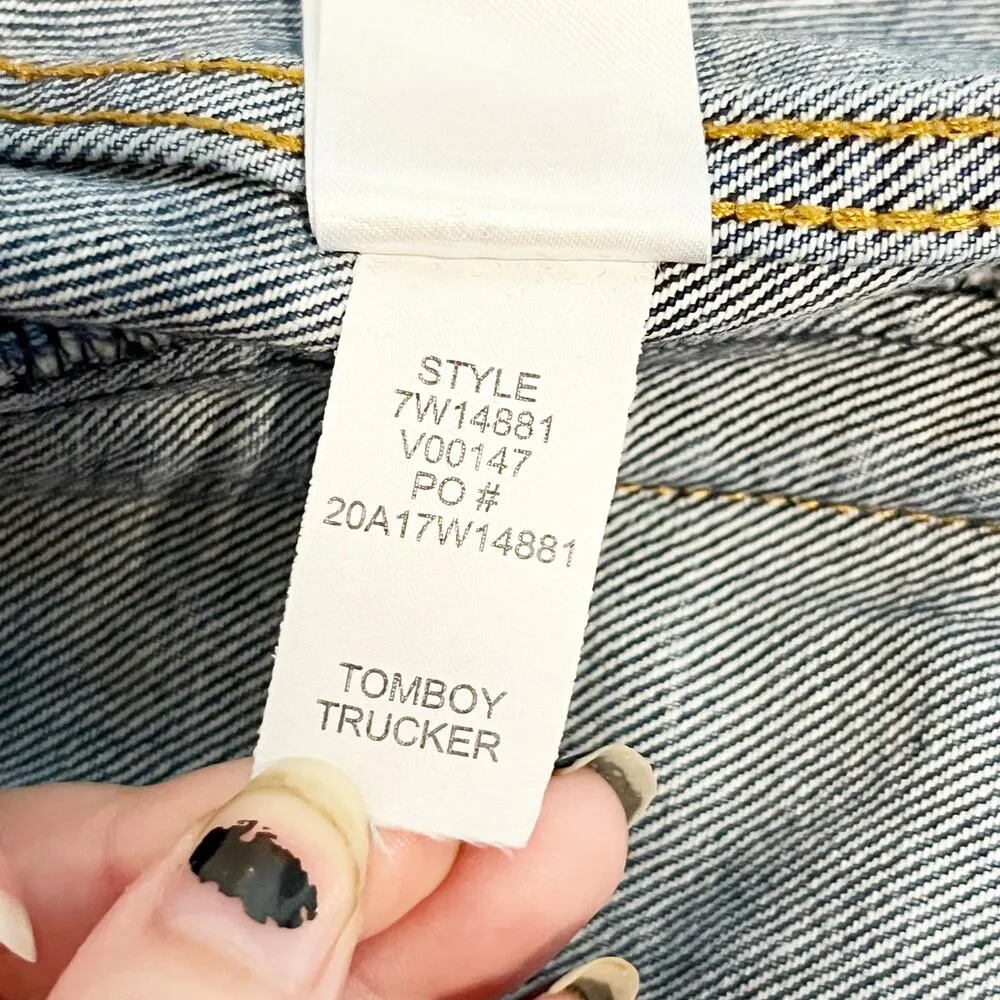 STYLE
7W14881
V00147
PO #
20A17W14881
TOMBOY
TRUCKER